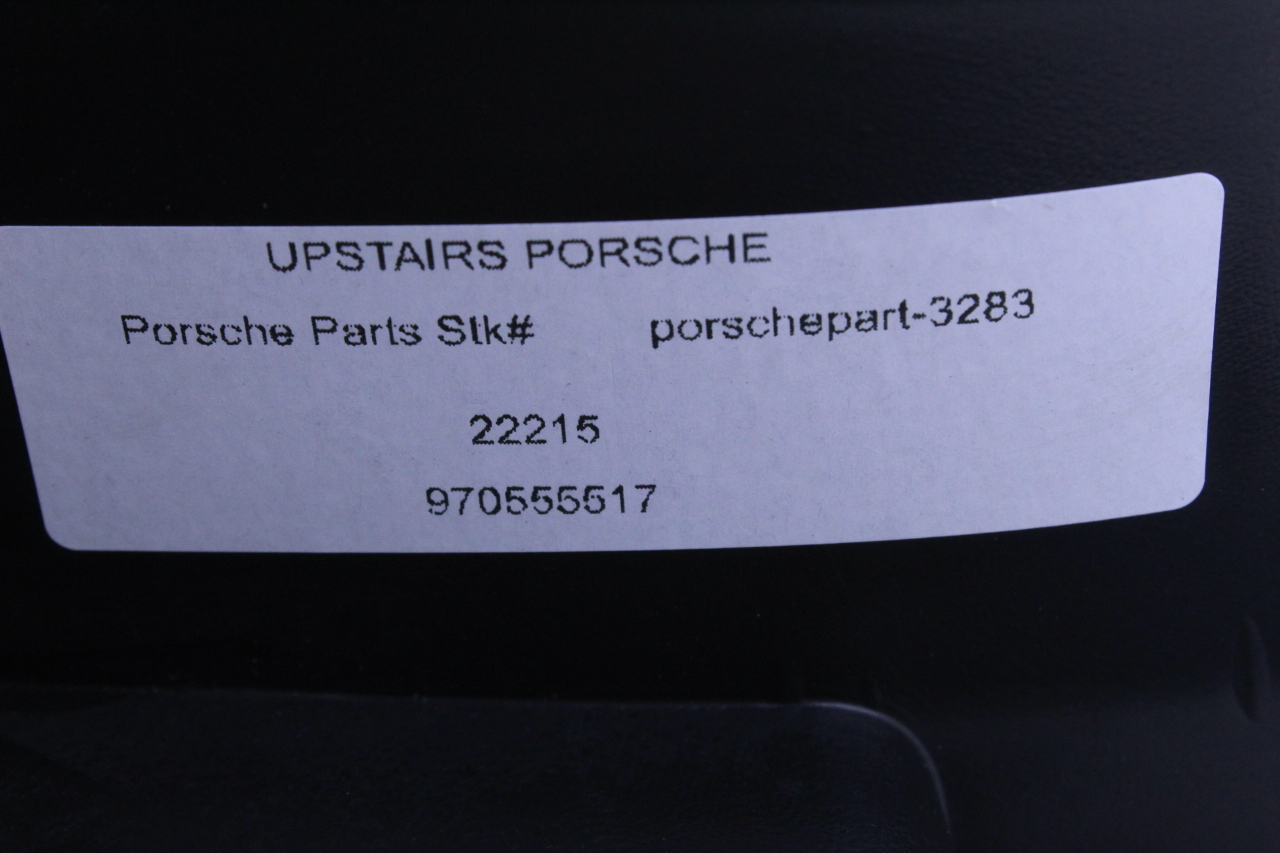 UPSTAIRS PORSCHE
Porsche Parts Stk# porschepart-3283
22215
970555517